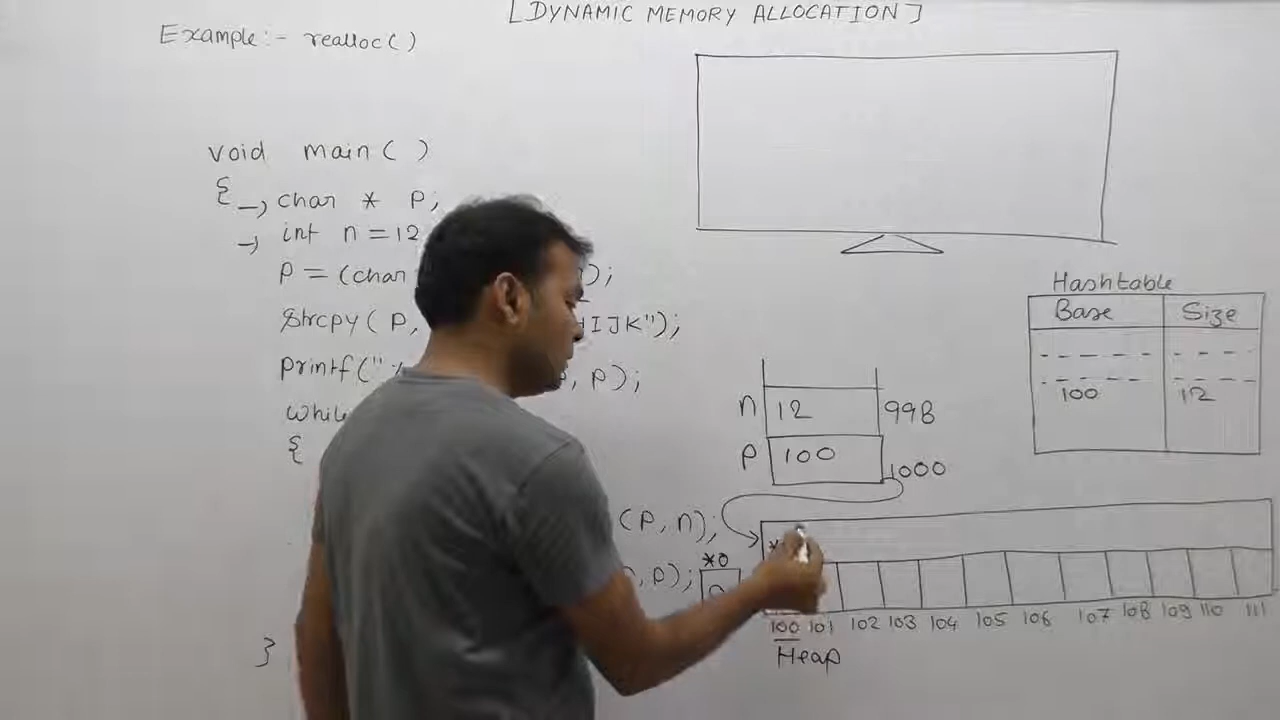 [DYNAMIC MEMORY ALLOCATION]
Example:- realloc()
void main( )
{ char * P;
int n = 12
P = (char );
Strcpy( P, HIJK");
Printf(" , P);
while
{
(P, n);
, P);
}
Hashtable
Base Size
100 12
n 12 998
P 100 1000
*0
100 101 102 103 104 105 106 107 108 109 110 111
Heap